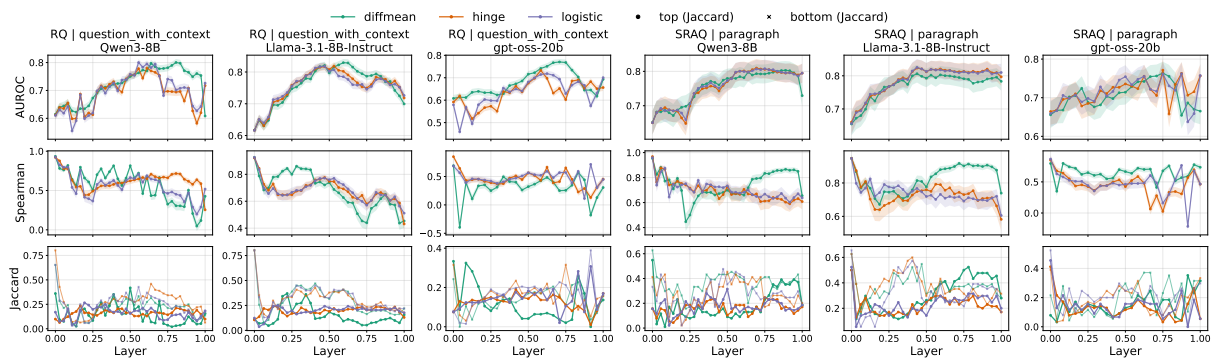 diffmean hinge logistic top (Jaccard) bottom (Jaccard)
RQ | question_with_context
Qwen3-8B
RQ | question_with_context
Llama-3.1-8B-Instruct
RQ | question_with_context
gpt-oss-20b
SRAQ | paragraph
Qwen3-8B
SRAQ | paragraph
Llama-3.1-8B-Instruct
SRAQ | paragraph
gpt-oss-20b
AUROC
0.8
0.7
0.6
0.8
0.7
0.6
0.7
0.6
0.5
0.8
0.7
0.8
0.7
0.8
0.7
0.6
Spearman
1.0
0.5
0.0
0.8
0.6
0.4
1.0
0.5
0.0
−0.5
1.0
0.8
0.6
0.4
0.8
0.6
0.5
0.0
Jaccard
0.75
0.50
0.25
0.00
0.75
0.50
0.25
0.00
0.4
0.2
0.0
0.6
0.4
0.2
0.0
0.6
0.4
0.2
0.0
0.4
0.2
0.0
0.00 0.25 0.50 0.75 1.00
0.00 0.25 0.50 0.75 1.00
0.00 0.25 0.50 0.75 1.00
0.00 0.25 0.50 0.75 1.00
0.00 0.25 0.50 0.75 1.00
0.00 0.25 0.50 0.75 1.00
Layer Layer Layer Layer Layer Layer